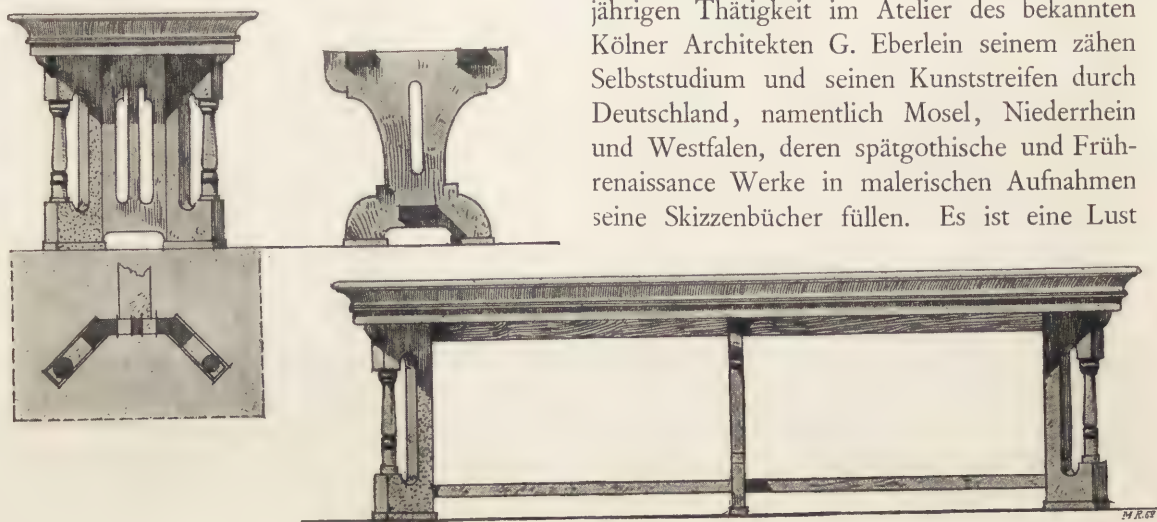 jährigen Thätigkeit im Atelier des bekannten
Kölner Architekten G. Eberlein seinem zähen
Selbststudium und seinen Kunststreifen durch
Deutschland, namentlich Mosel, Niederrhein
und Westfalen, deren spätgothische und Früh-
renaissance Werke in malerischen Aufnahmen
seine Skizzenbücher füllen. Es ist eine Lust